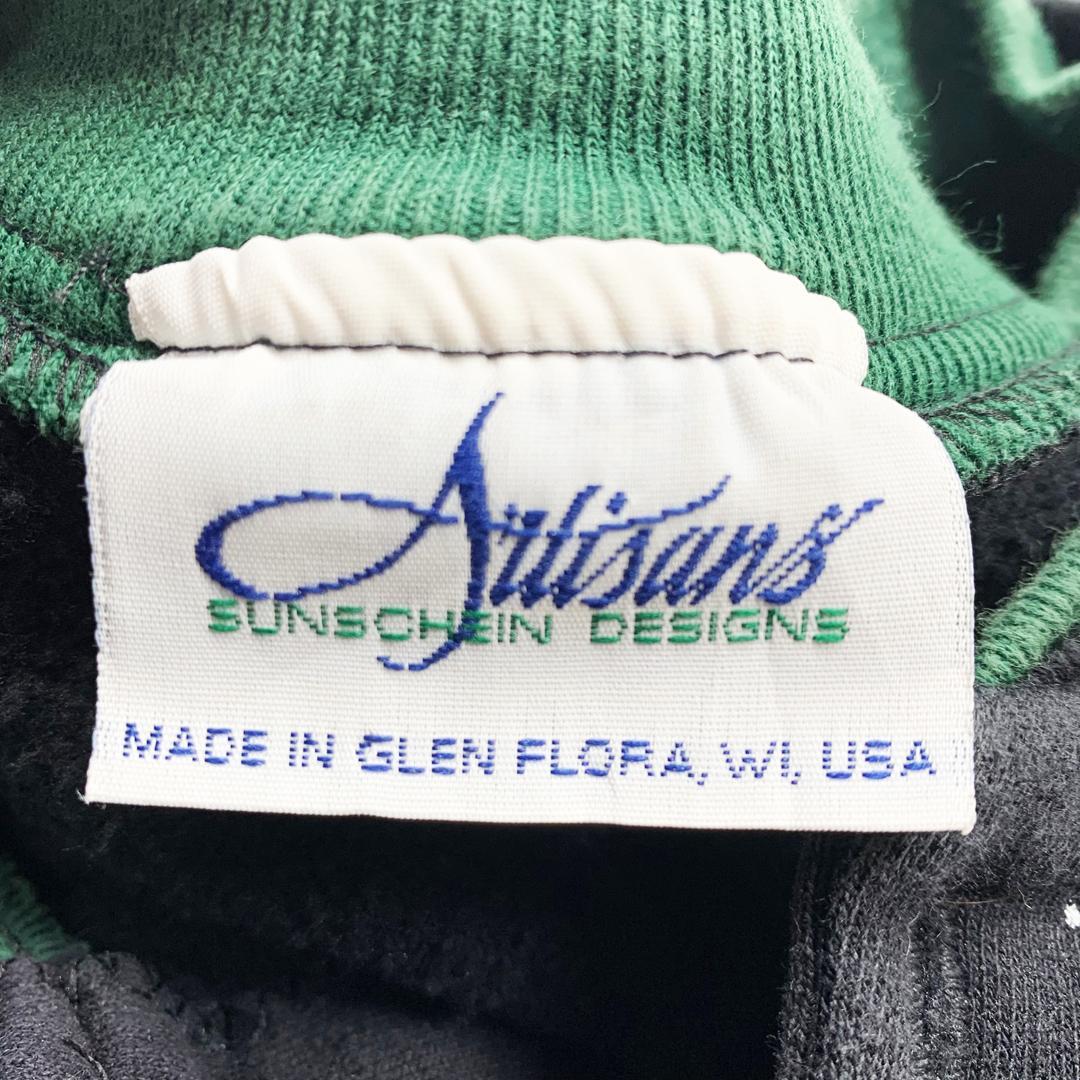 Artisans
SUNSCHEIN DESIGNS
MADE IN GLEN FLORA, WI, USA